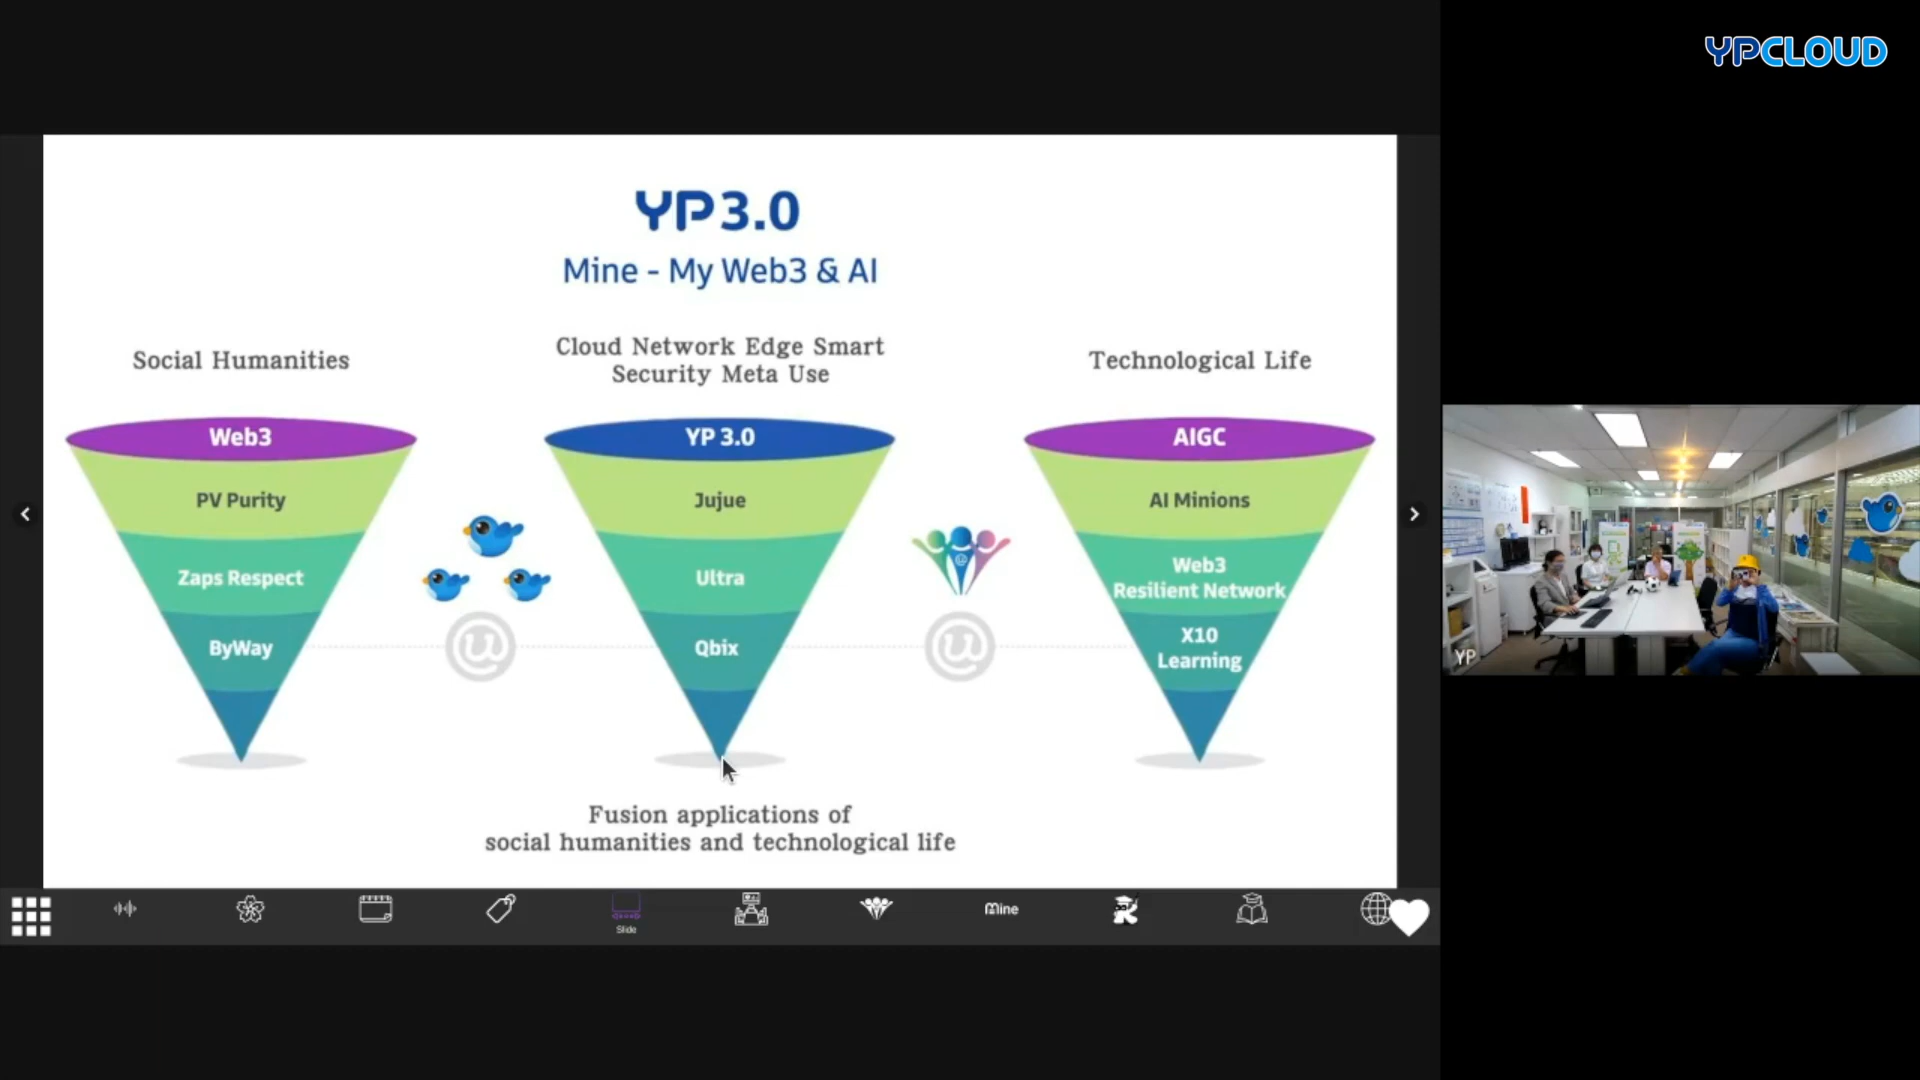 YPCLOUD
YP 3.0
Mine - My Web3 & AI
Social Humanities
Cloud Network Edge Smart
Security Meta Use
Technological Life
Web3
PV Purity
Zaps Respect
ByWay
YP 3.0
Jujue
Ultra
Qbix
AIGC
AI Minions
Web3
Resilient Network
X10
Learning
@
@
Fusion applications of
social humanities and technological life
Slide
Mine
YP